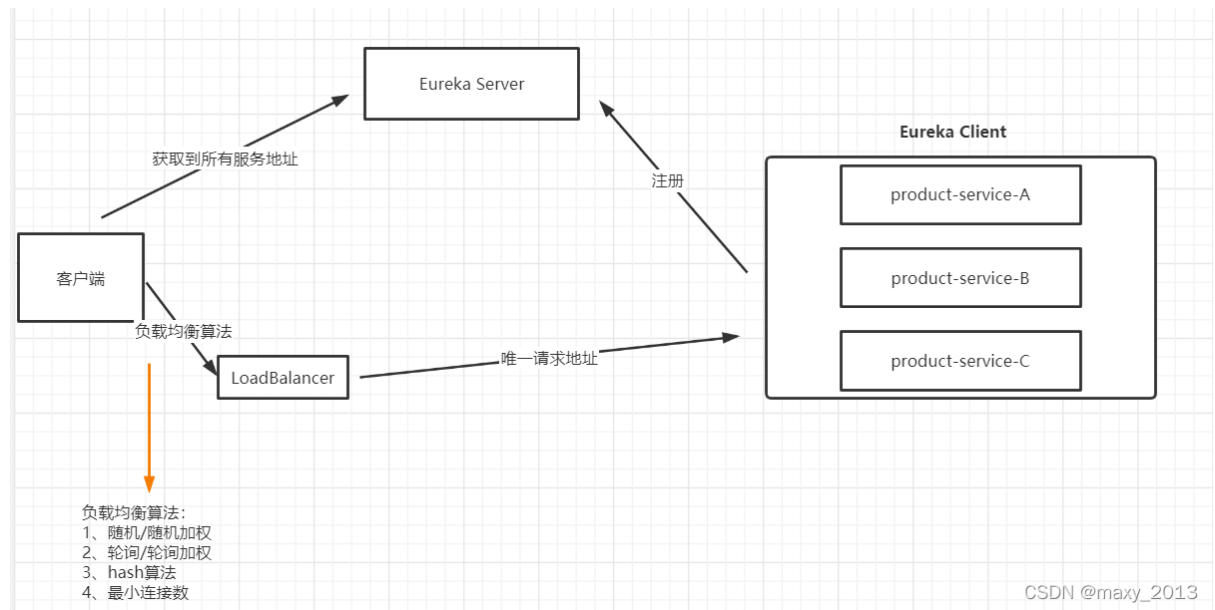 Eureka Server
Eureka Client
获取到所有服务地址
注册
product-service-A
客户端
product-service-B
负载均衡算法
唯一请求地址
product-service-C
LoadBalancer
负载均衡算法：
1、随机/随机加权
2、轮询/轮询加权
3、hash算法
4、最小连接数
CSDN @maxy_2013